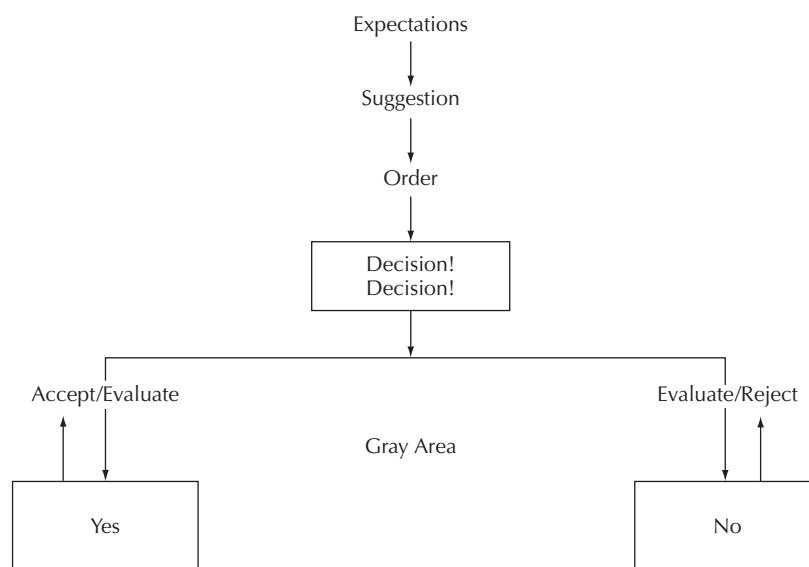 Expectations
Suggestion
Order
Decision!
Decision!
Accept/Evaluate
Evaluate/Reject
Gray Area
Yes
No